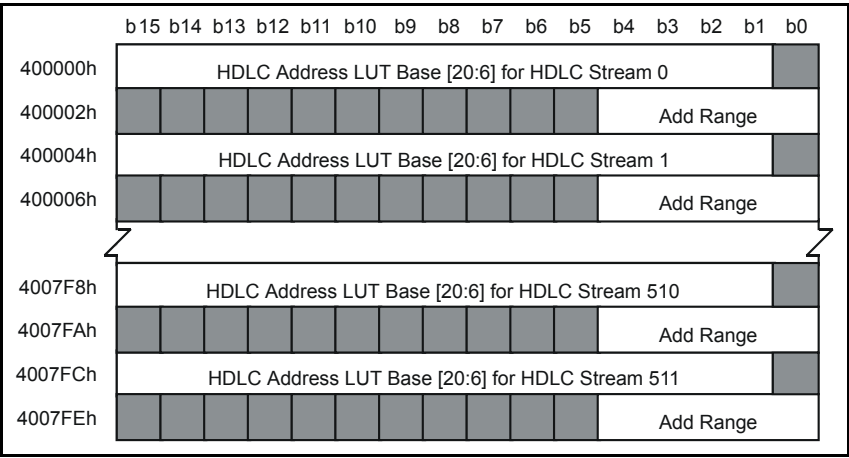 b15 b14 b13 b12 b11 b10 b9 b8 b7 b6 b5 b4 b3 b2 b1 b0
400000h HDLC Address LUT Base [20:6] for HDLC Stream 0
400002h Add Range
400004h HDLC Address LUT Base [20:6] for HDLC Stream 1
400006h Add Range
4007F8h HDLC Address LUT Base [20:6] for HDLC Stream 510
4007FAh Add Range
4007FCh HDLC Address LUT Base [20:6] for HDLC Stream 511
4007FEh Add Range